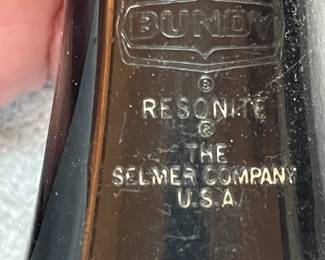 BUNDY
®
RESONITE
®
THE
SELMER COMPANY
U.S.A